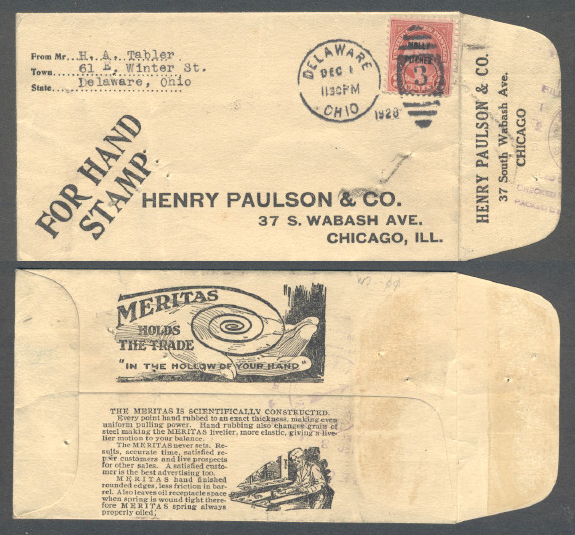 From Mr. H. A. Tabler
Town 61 E. Winter St.
State Delaware, Ohio
DELAWARE
DEC 1
1130PM
OHIO
1928
MOLLY
PITCHER
3
FOR HAND
STAMP
HENRY PAULSON & CO.
37 S. WABASH AVE.
CHICAGO, ILL.
HENRY PAULSON & CO.
37 South Wabash Ave.
CHICAGO
MERITAS
HOLDS
THE TRADE
"IN THE HOLLOW OF YOUR HAND"
THE MERITAS IS SCIENTIFICALLY CONSTRUCTED.
Every point hand rubbed to an exact thickness, making even
uniform pulling power. Hand rubbing also changes grain of
steel making the MERITAS livelier, more elastic, giving a live-
lier motion to your balance.
The MERITAS never sets. Re-
sults, accurate time, satisfied re-
per customers and live prospects
for other sales. A satisfied custo-
mer is the best advertising too.
MERITAS hand finished
rounded edges, less friction in bar-
rel. Also leaves oil receptacle space
when spring is wound tight there-
fore MERITAS spring always
properly oiled.